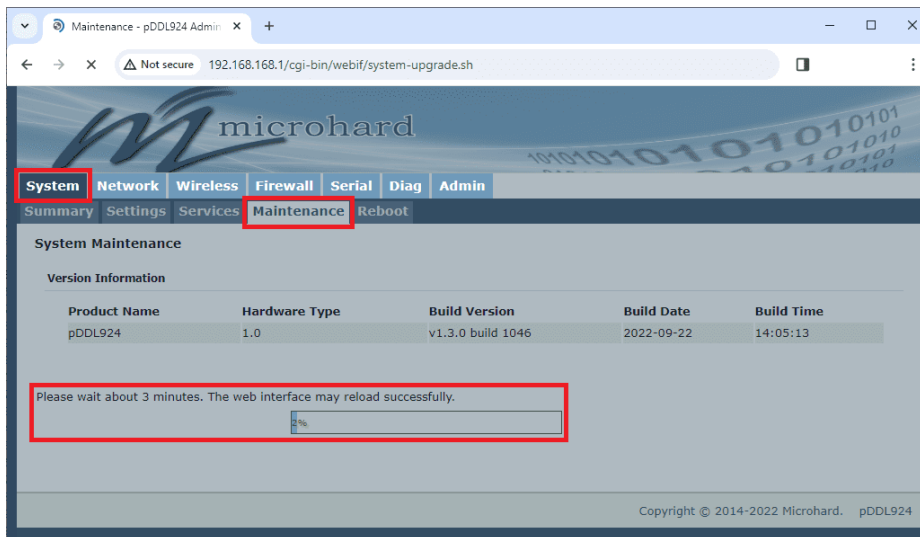 Maintenance - pDDL924 Admin
Not secure 192.168.168.1/cgi-bin/webif/system-upgrade.sh
microhard
System Network Wireless Firewall Serial Diag Admin
Summary Settings Services Maintenance Reboot
System Maintenance
Version Information
Product Name Hardware Type Build Version Build Date Build Time
pDDL924 1.0 v1.3.0 build 1046 2022-09-22 14:05:13
Please wait about 3 minutes. The web interface may reload successfully.
2%
Copyright © 2014-2022 Microhard. pDDL924